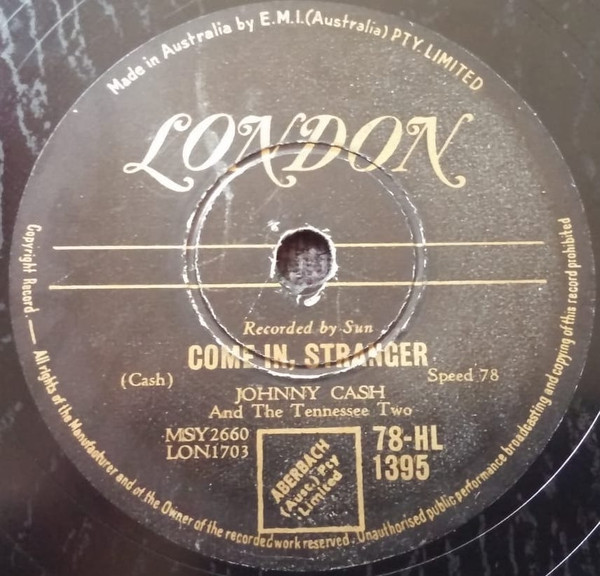 Made in Australia by E.M.I.(Australia) PTY. LIMITED
LONDON
Recorded by Sun
COME IN, STRANGER
(Cash)
Speed 78
JOHNNY CASH
And The Tennessee Two
MSY2660
LON1703
ABERBACH
(Aust.) Pty
Limited
78-HL
1395
Copyright Record — All rights of the Manufacturer and of the Owner of the recorded work reserved. Unauthorised public performance broadcasting and copying of this record prohibited